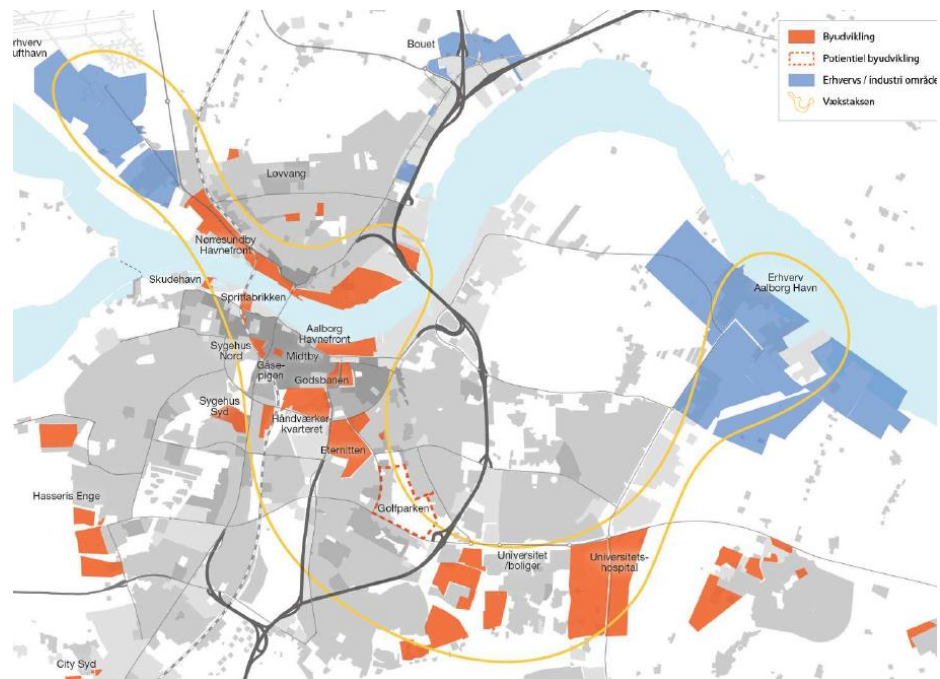 rhverv
ufthavn
Bouet
Byudvikling
Potentiel byudvikling
Erhvervs / industri område
Vækstaksen
Løvvang
Nørresundby
Havnefront
Skudehavn
Spritfabrikken
Erhverv
Aalborg Havn
Aalborg
Havnefront
Sygehus
Nord
Midtby
Gåse-
pigen
Godsbanen
Sygehus
Syd
Håndværker-
kvarteret
Eternitten
Hasseris Enge
Golfparken
Universitet
/boliger
Universitets-
hospital
City Syd